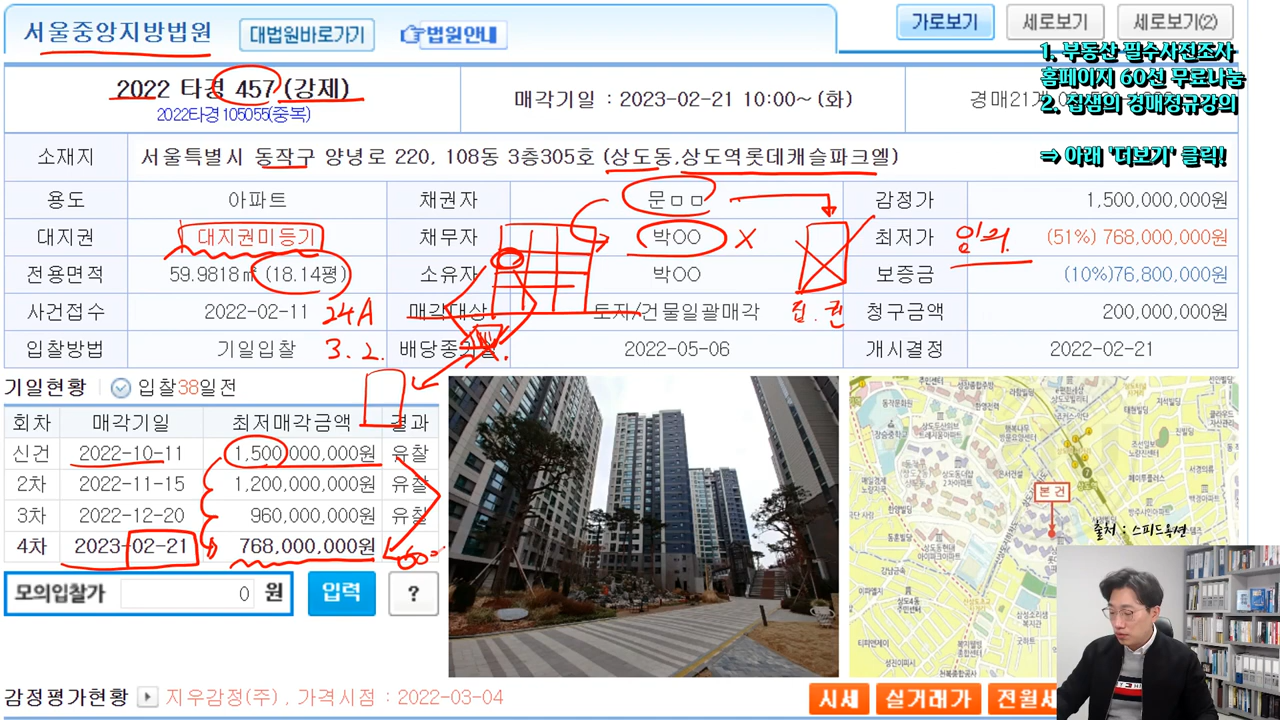 서울중앙지방법원
대법원바로가기
법원안내
가로보기
세로보기
세로보기(2)
1. 부동산 필수사전조사
홈페이지 60선 무료나눔
2. 집샘의 경매정규강의
⇒ 아래 '더보기' 클릭!
2022 타경 457 (강제)
2022타경105055(중복)
매각기일 : 2023-02-21 10:00~ (화)
경매21계
소재지 서울특별시 동작구 양녕로 220, 108동 3층305호 (상도동,상도역롯데캐슬파크엘)
용도 아파트 채권자 문□□ 감정가 1,500,000,000원
대지권 대지권미등기 채무자 박○○ X 최저가 임의. (51%) 768,000,000원
전용면적 59.9818㎡ (18.14평) 소유자 박○○ 보증금 (10%)76,800,000원
사건접수 2022-02-11 24A 매각대상 토지/건물일괄매각 집.권 청구금액 200,000,000원
입찰방법 기일입찰 3. 2. 배당종기일 2022-05-06 개시결정 2022-02-21
기일현황 입찰38일전
회차 매각기일 최저매각금액 결과
신건 2022-10-11 1,500,000,000원 유찰
2차 2022-11-15 1,200,000,000원 유찰
3차 2022-12-20 960,000,000원 유찰
4차 2023-02-21 768,000,000원
모의입찰가 0 원 입력 ?
본 건
출처 : 스피드옥션
감정평가현황 지우감정(주) , 가격시점 : 2022-03-04
시세 실거래가 전월세